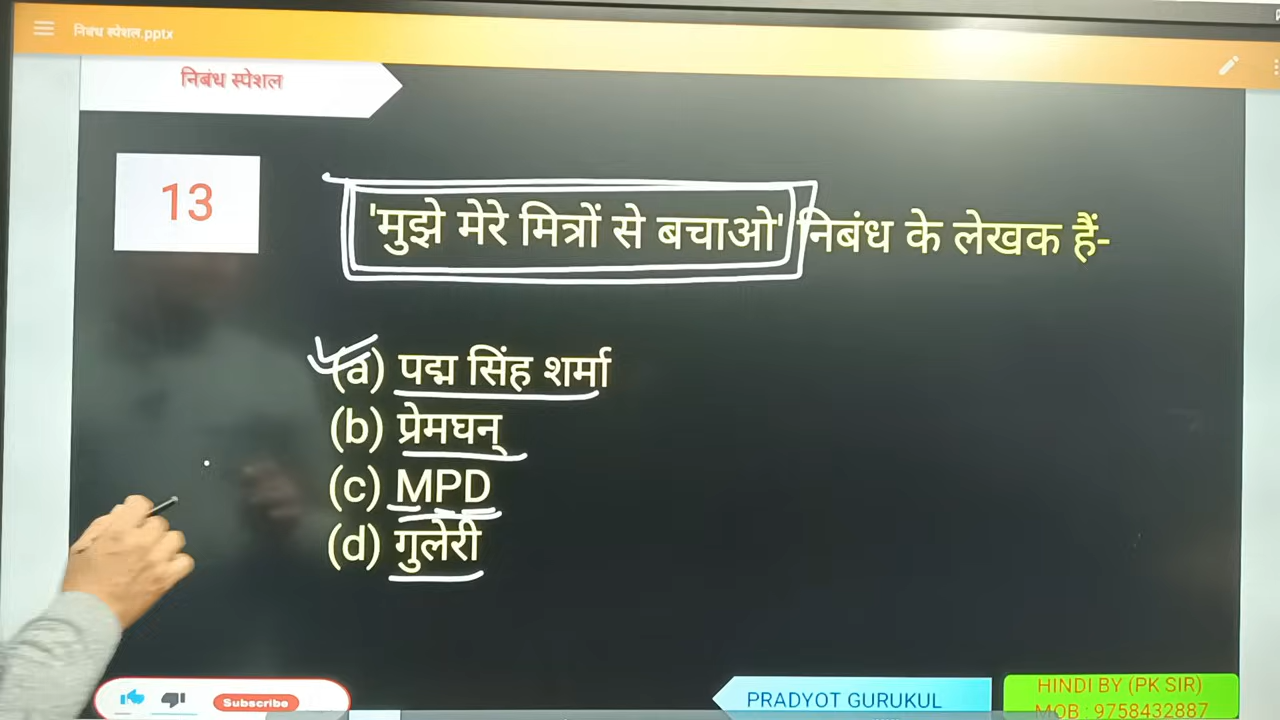 निबंध स्पेशल.pptx
निबंध स्पेशल
13
'मुझे मेरे मित्रों से बचाओ' निबंध के लेखक हैं-
(a) पद्म सिंह शर्मा
(b) प्रेमघन्
(c) MPD
(d) गुलेरी
Subscribe
PRADYOT GURUKUL
HINDI BY (PK SIR)
MOB : 9758432887